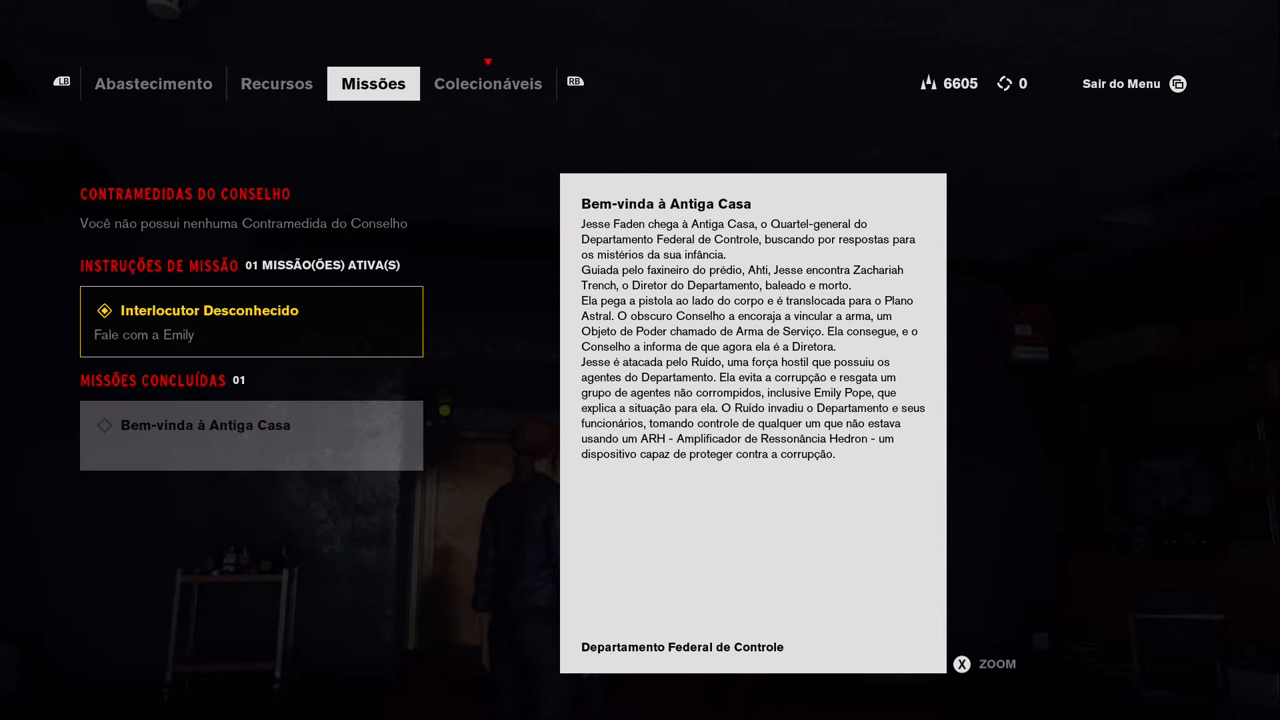 LB
Abastecimento
Recursos
Missões
Colecionáveis
RB
6605
0
Sair do Menu
CONTRAMEDIDAS DO CONSELHO
Você não possui nenhuma Contramedida do Conselho
INSTRUÇÕES DE MISSÃO 01 MISSÃO(ÕES) ATIVA(S)
Interlocutor Desconhecido
Fale com a Emily
MISSÕES CONCLUÍDAS 01
Bem-vinda à Antiga Casa
Bem-vinda à Antiga Casa
Jesse Faden chega à Antiga Casa, o Quartel-general do
Departamento Federal de Controle, buscando por respostas para
os mistérios da sua infância.
Guiada pelo faxineiro do prédio, Ahti, Jesse encontra Zachariah
Trench, o Diretor do Departamento, baleado e morto.
Ela pega a pistola ao lado do corpo e é translocada para o Plano
Astral. O obscuro Conselho a encoraja a vincular a arma, um
Objeto de Poder chamado de Arma de Serviço. Ela consegue, e o
Conselho a informa de que agora ela é a Diretora.
Jesse é atacada pelo Ruído, uma força hostil que possuiu os
agentes do Departamento. Ela evita a corrupção e resgata um
grupo de agentes não corrompidos, inclusive Emily Pope, que
explica a situação para ela. O Ruído invadiu o Departamento e seus
funcionários, tomando controle de qualquer um que não estava
usando um ARH - Amplificador de Ressonância Hedron - um
dispositivo capaz de proteger contra a corrupção.
Departamento Federal de Controle
X ZOOM